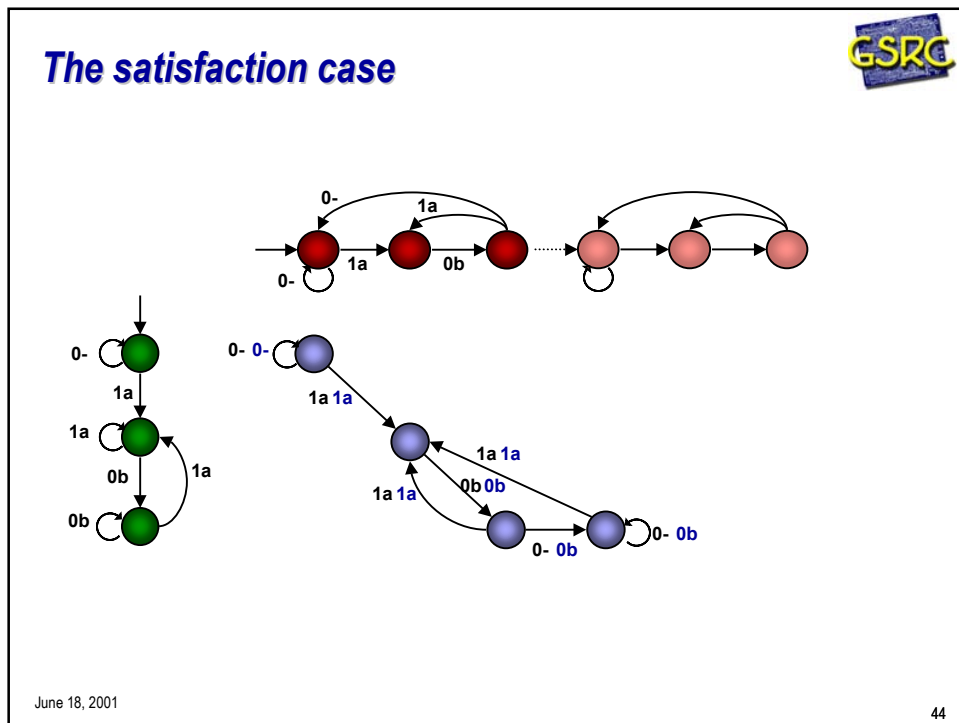 The satisfaction case
GSRC
0-
1a
0-
1a
0b
0-
1a
1a
0b
1a
0b
0- 0-
1a 1a
1a 1a
0b 0b
1a 1a
0- 0b
0- 0b
June 18, 2001
44